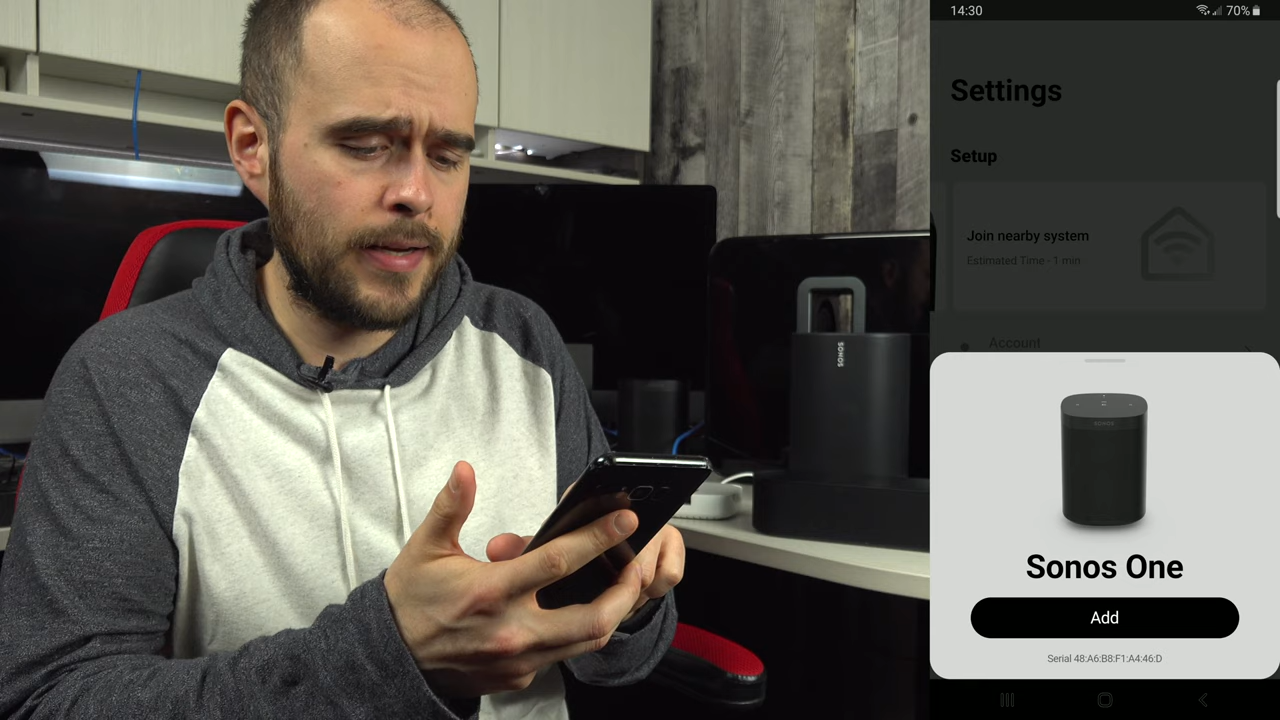 14:30
70%
Settings
Setup
Join nearby system
Estimated Time - 1 min
Account
SONOS
SONOS
Sonos One
Add
Serial 48:A6:B8:F1:A4:46:D